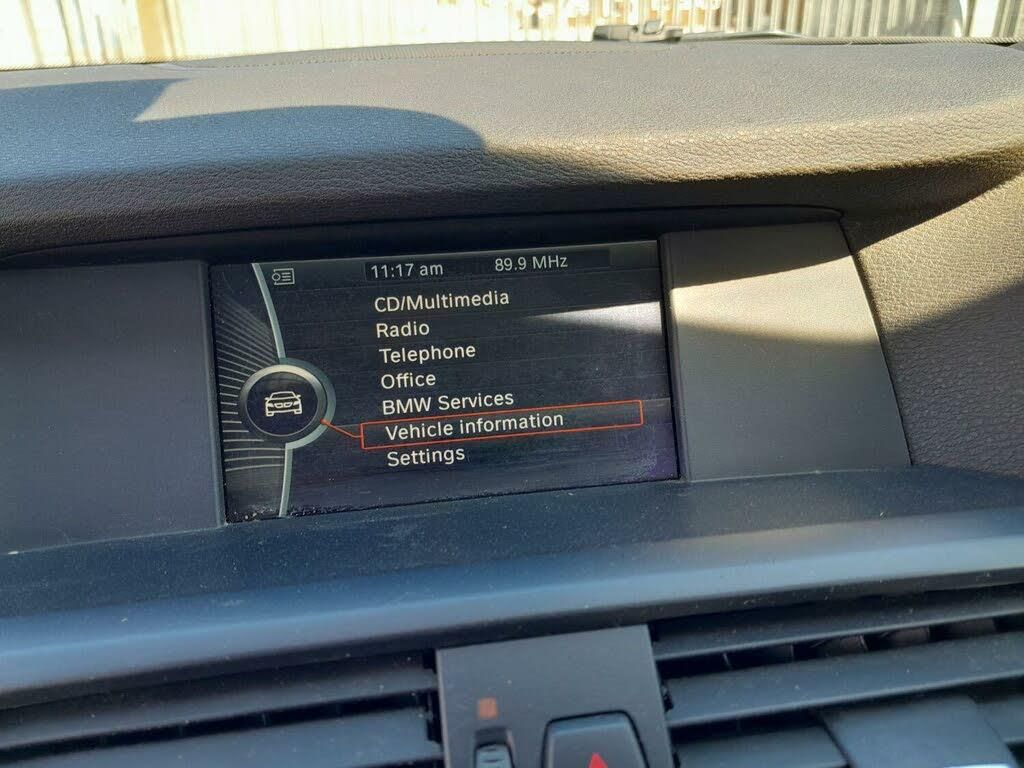 11:17 am 89.9 MHz
CD/Multimedia
Radio
Telephone
Office
BMW Services
Vehicle information
Settings